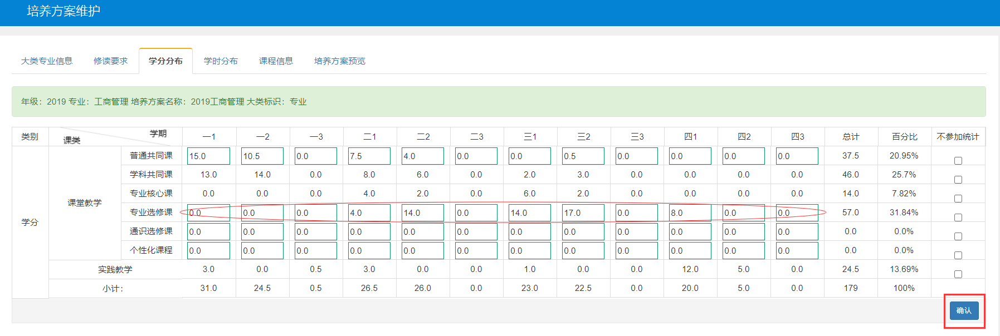 培养方案维护
大类专业信息 修读要求 学分分布 学时分布 课程信息 培养方案预览
年级：2019 专业：工商管理 培养方案名称：2019工商管理 大类标识：专业
类别 课类 学期 一1 一2 一3 二1 二2 二3 三1 三2 三3 四1 四2 四3 总计 百分比 不参加统计
学分 课堂教学
普通共同课 15.0 10.5 0.0 7.5 4.0 0.0 0.0 0.5 0.0 0.0 0.0 0.0 37.5 20.95%
学科共同课 13.0 14.0 0.0 8.0 6.0 0.0 2.0 3.0 0.0 0.0 0.0 0.0 46.0 25.7%
专业核心课 0.0 0.0 0.0 4.0 2.0 0.0 6.0 2.0 0.0 0.0 0.0 0.0 14.0 7.82%
专业选修课 0.0 0.0 0.0 4.0 14.0 0.0 14.0 17.0 0.0 8.0 0.0 0.0 57.0 31.84%
通识选修课 0.0 0.0 0.0 0.0 0.0 0.0 0.0 0.0 0.0 0.0 0.0 0.0 0.0 0.0%
个性化课程 0.0 0.0 0.0 0.0 0.0 0.0 0.0 0.0 0.0 0.0 0.0 0.0 0.0 0.0%
实践教学 3.0 0.0 0.5 3.0 0.0 0.0 1.0 0.0 0.0 12.0 5.0 0.0 24.5 13.69%
小计： 31.0 24.5 0.5 26.5 26.0 0.0 23.0 22.5 0.0 20.0 5.0 0.0 179 100%
确认